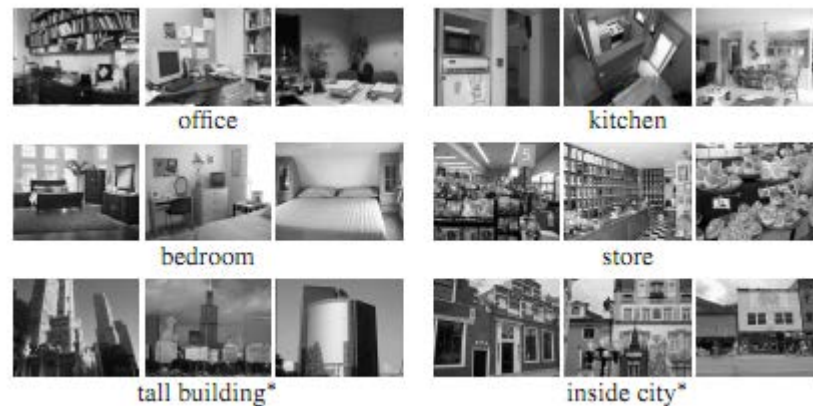 office
kitchen
bedroom
store
tall building*
inside city*